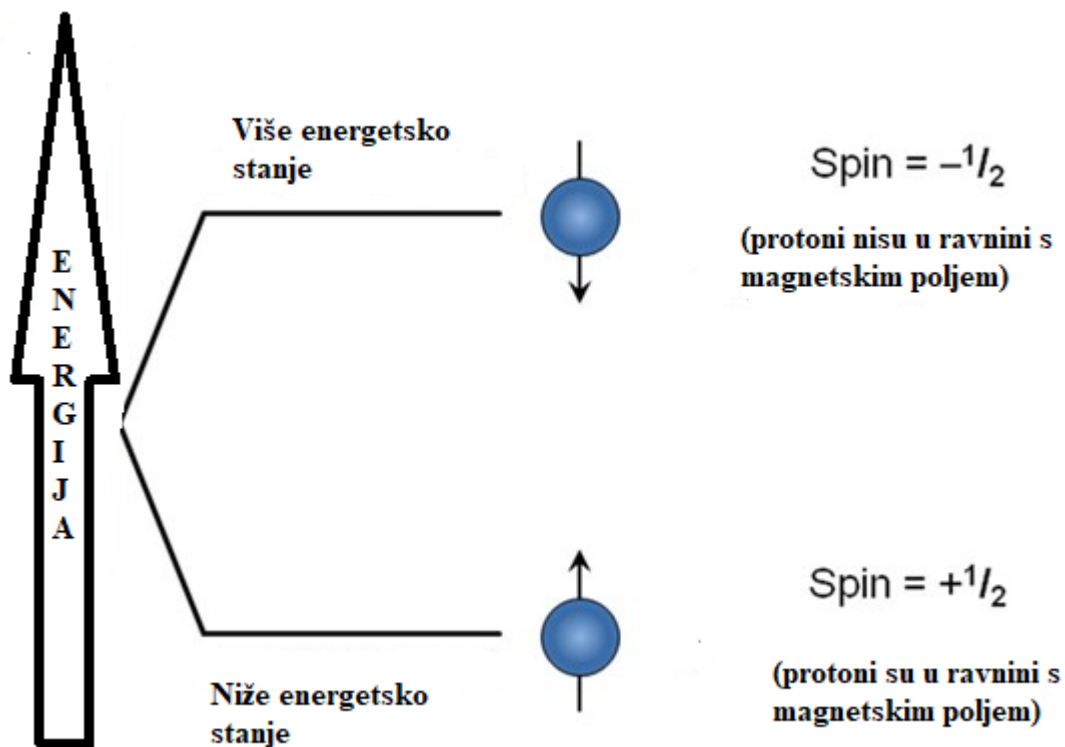 ENERGIJA
Više energetsko
stanje
Spin = –1/2
(protoni nisu u ravnini s
magnetskim poljem)
Spin = +1/2
Niže energetsko
stanje
(protoni su u ravnini s
magnetskim poljem)